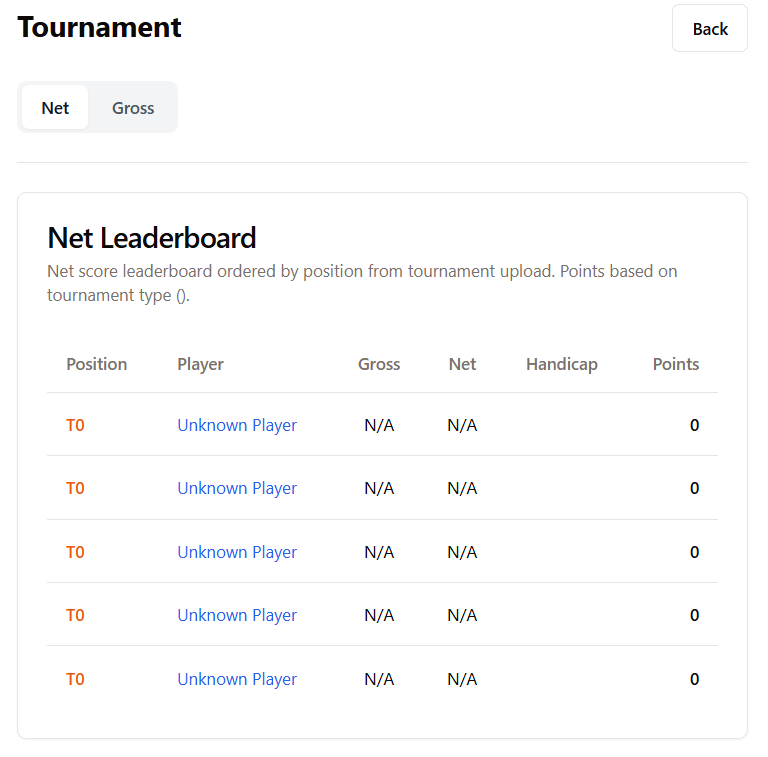 Tournament
Back
Net Gross
Net Leaderboard
Net score leaderboard ordered by position from tournament upload. Points based on
tournament type ().
Position Player Gross Net Handicap Points
T0 Unknown Player N/A N/A 0
T0 Unknown Player N/A N/A 0
T0 Unknown Player N/A N/A 0
T0 Unknown Player N/A N/A 0
T0 Unknown Player N/A N/A 0